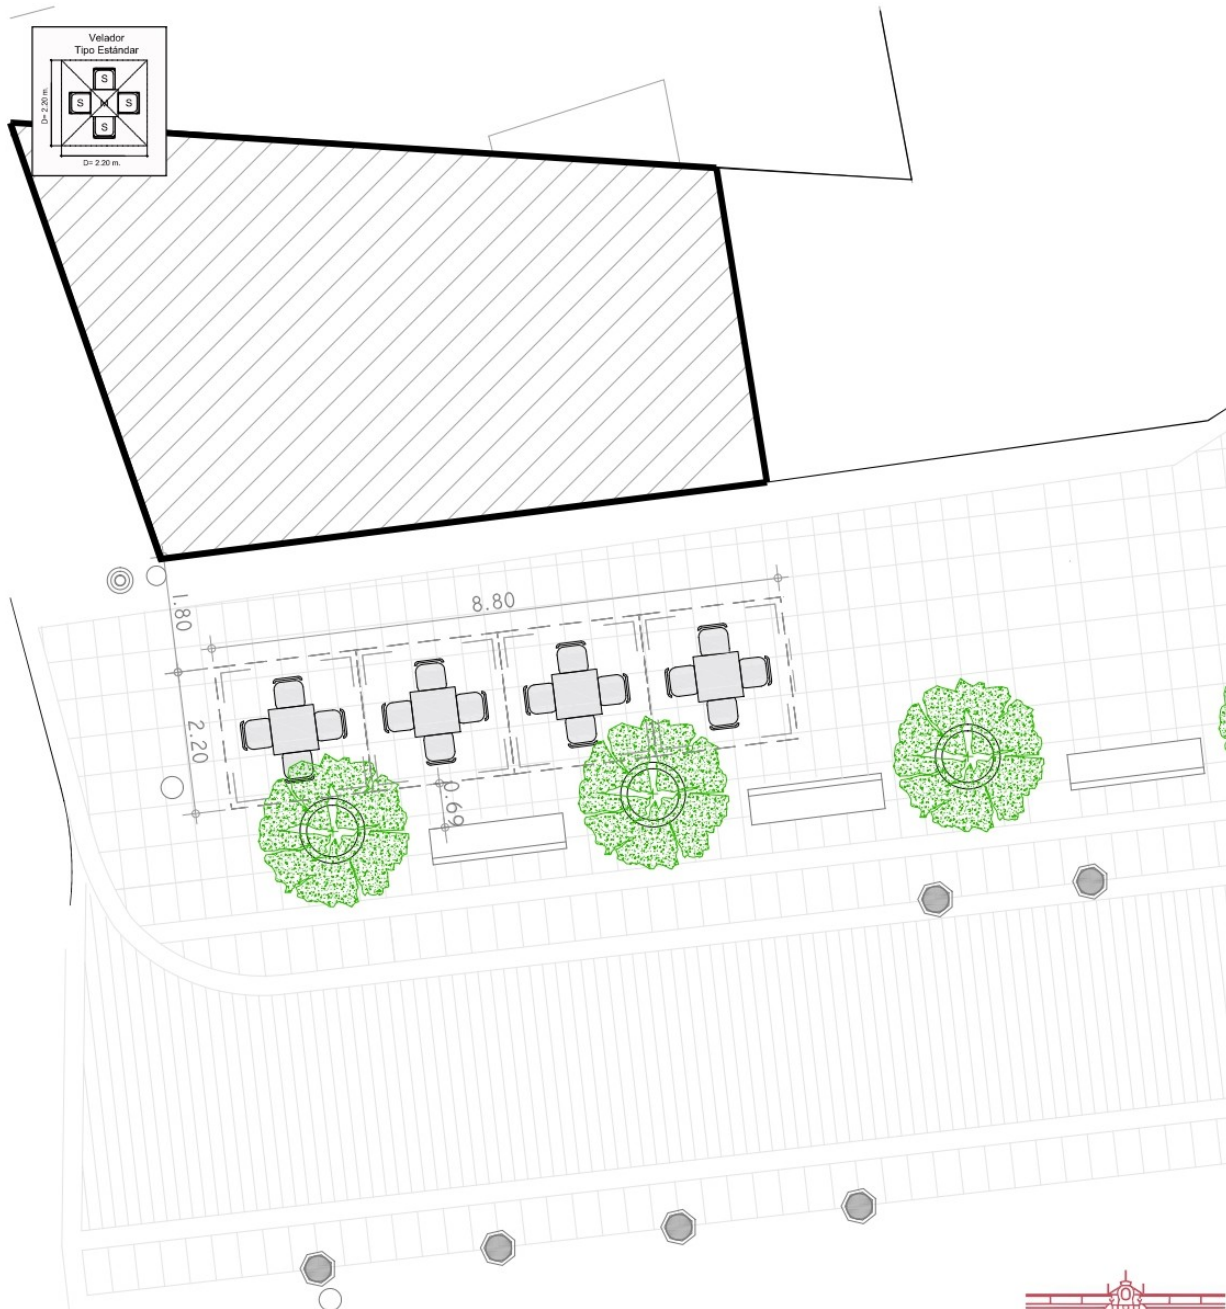 Velador
Tipo Estándar
S
D= 2.20 m.
S
M
S
S
D= 2.20 m.
1.80
8.80
2.20
0.69